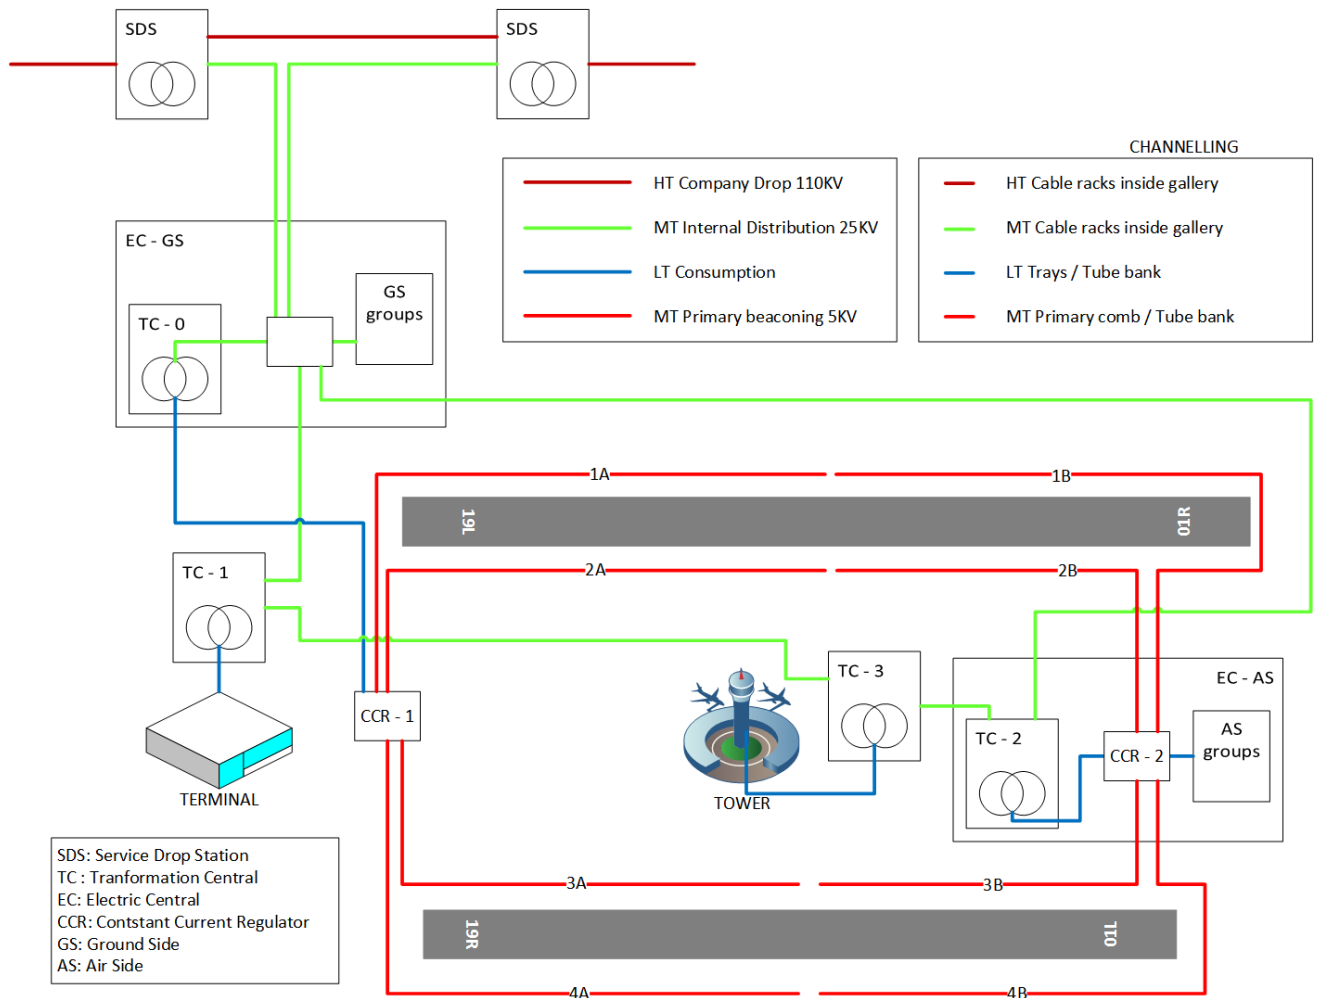 SDS
SDS
CHANNELLING
HT Company Drop 110KV
MT Internal Distribution 25KV
LT Consumption
MT Primary beaconing 5KV
HT Cable racks inside gallery
MT Cable racks inside gallery
LT Trays / Tube bank
MT Primary comb / Tube bank
EC - GS
TC - 0
GS
groups
1A
1B
19L
01R
2A
2B
TC - 1
TERMINAL
CCR - 1
TOWER
TC - 3
EC - AS
TC - 2
CCR - 2
AS
groups
3A
3B
19R
01L
4A
4B
SDS: Service Drop Station
TC : Tranformation Central
EC: Electric Central
CCR: Contstant Current Regulator
GS: Ground Side
AS: Air Side